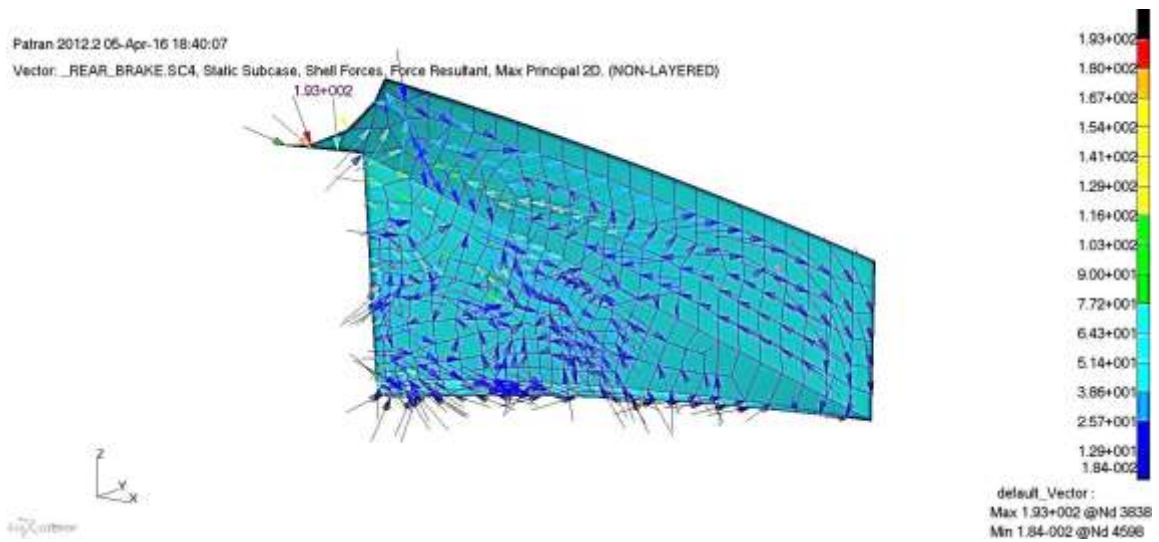 Patran 2012.2 05-Apr-16 18:40:07
Vector: _REAR_BRAKE.SC4, Static Subcase, Shell Forces, Force Resultant, Max Principal 2D, (NON-LAYERED)
1.93+002
1.93+002
1.80+002
1.67+002
1.54+002
1.41+002
1.29+002
1.16+002
1.03+002
9.00+001
7.72+001
6.43+001
5.14+001
3.86+001
2.57+001
1.29+001
1.84-002
Z
Y
X
default_Vector :
Max 1.93+002 @Nd 3838
Min 1.84-002 @Nd 4598